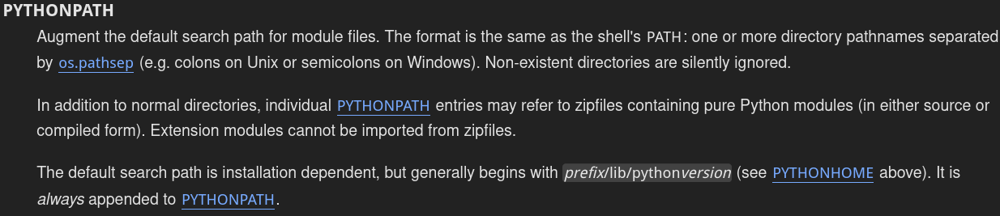 PYTHONPATH
Augment the default search path for module files. The format is the same as the shell's PATH: one or more directory pathnames separated
by os.pathsep (e.g. colons on Unix or semicolons on Windows). Non-existent directories are silently ignored.
In addition to normal directories, individual PYTHONPATH entries may refer to zipfiles containing pure Python modules (in either source or
compiled form). Extension modules cannot be imported from zipfiles.
The default search path is installation dependent, but generally begins with prefix/lib/pythonversion (see PYTHONHOME above). It is
always appended to PYTHONPATH.